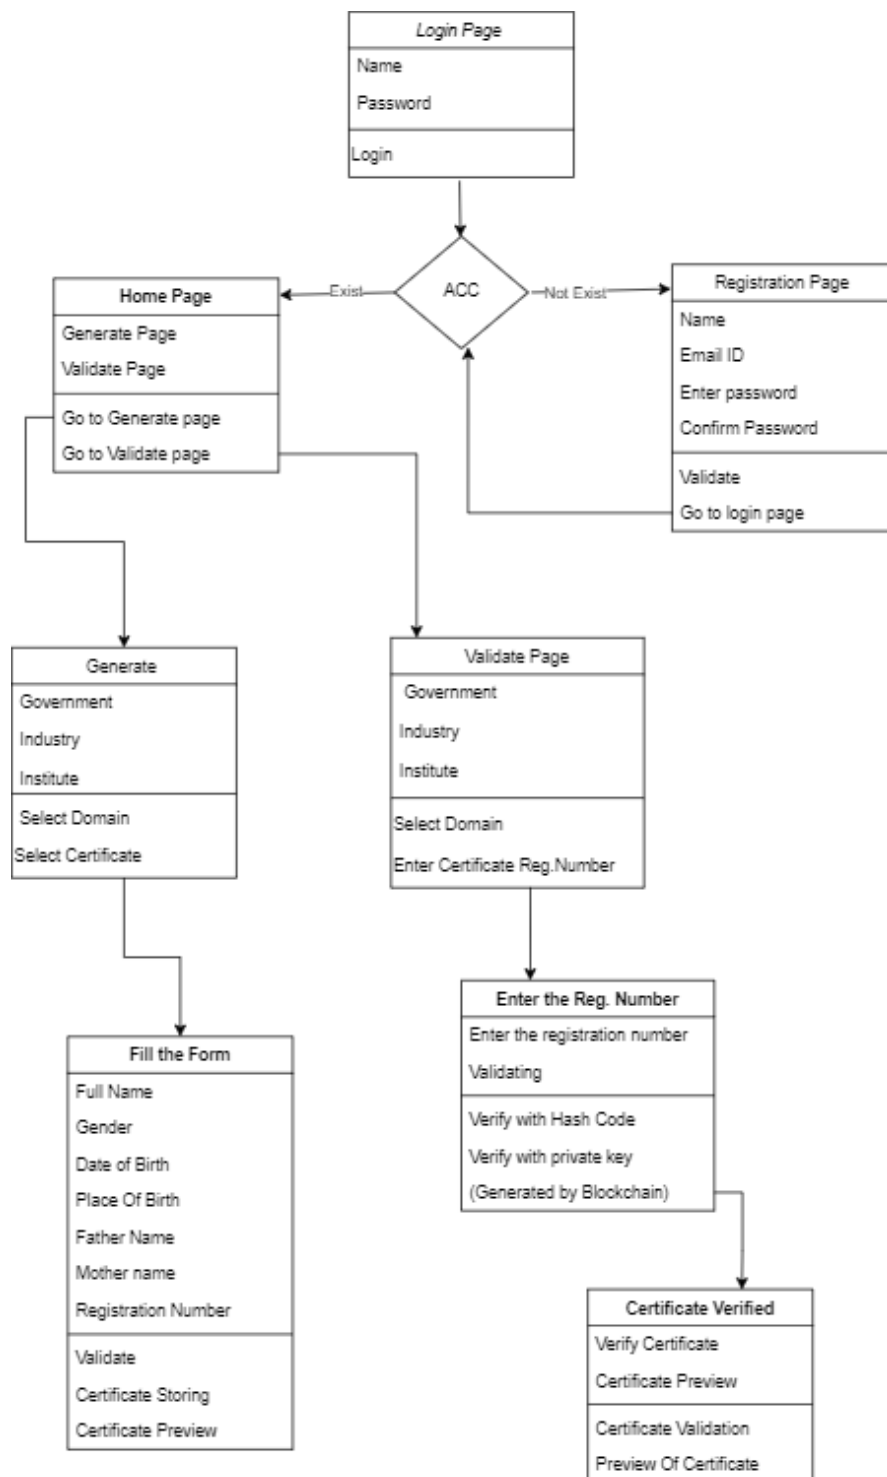 Login Page
Name
Password
Login
ACC
Exist
Not Exist
Home Page
Generate Page
Validate Page
Go to Generate page
Go to Validate page
Registration Page
Name
Email ID
Enter password
Confirm Password
Validate
Go to login page
Generate
Government
Industry
Institute
Select Domain
Select Certificate
Validate Page
Government
Industry
Institute
Select Domain
Enter Certificate Reg.Number
Fill the Form
Full Name
Gender
Date of Birth
Place Of Birth
Father Name
Mother name
Registration Number
Validate
Certificate Storing
Certificate Preview
Enter the Reg. Number
Enter the registration number
Validating
Verify with Hash Code
Verify with private key
(Generated by Blockchain)
Certificate Verified
Verify Certificate
Certificate Preview
Certificate Validation
Preview Of Certificate